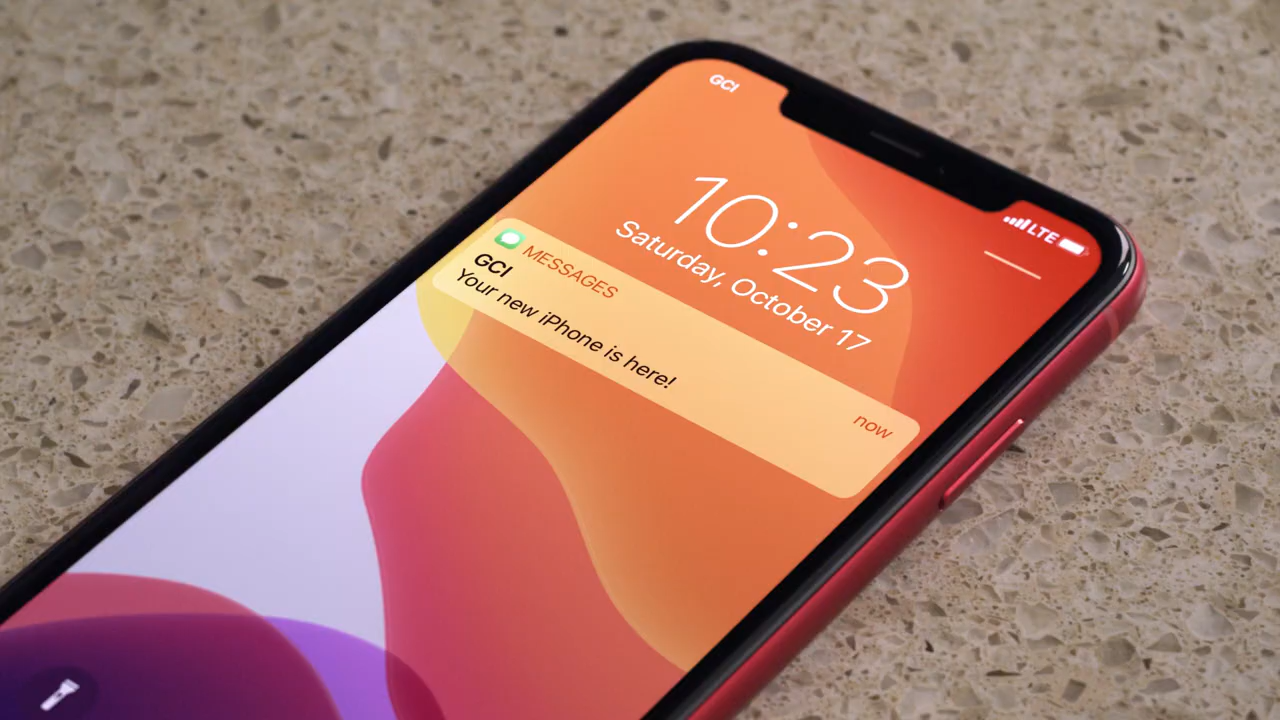 GCI
LTE
10:23
Saturday, October 17
MESSAGES
now
GCI
Your new iPhone is here!